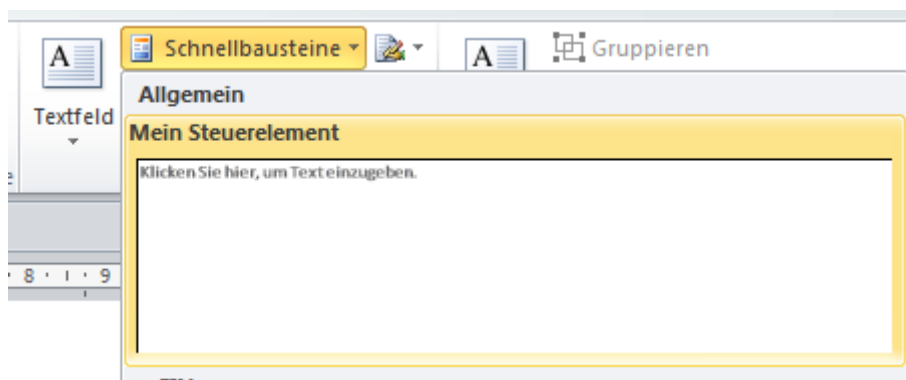 Schnellbausteine
Gruppieren
A
A
Textfeld
Allgemein
Mein Steuerelement
Klicken Sie hier, um Text einzugeben.
8 9